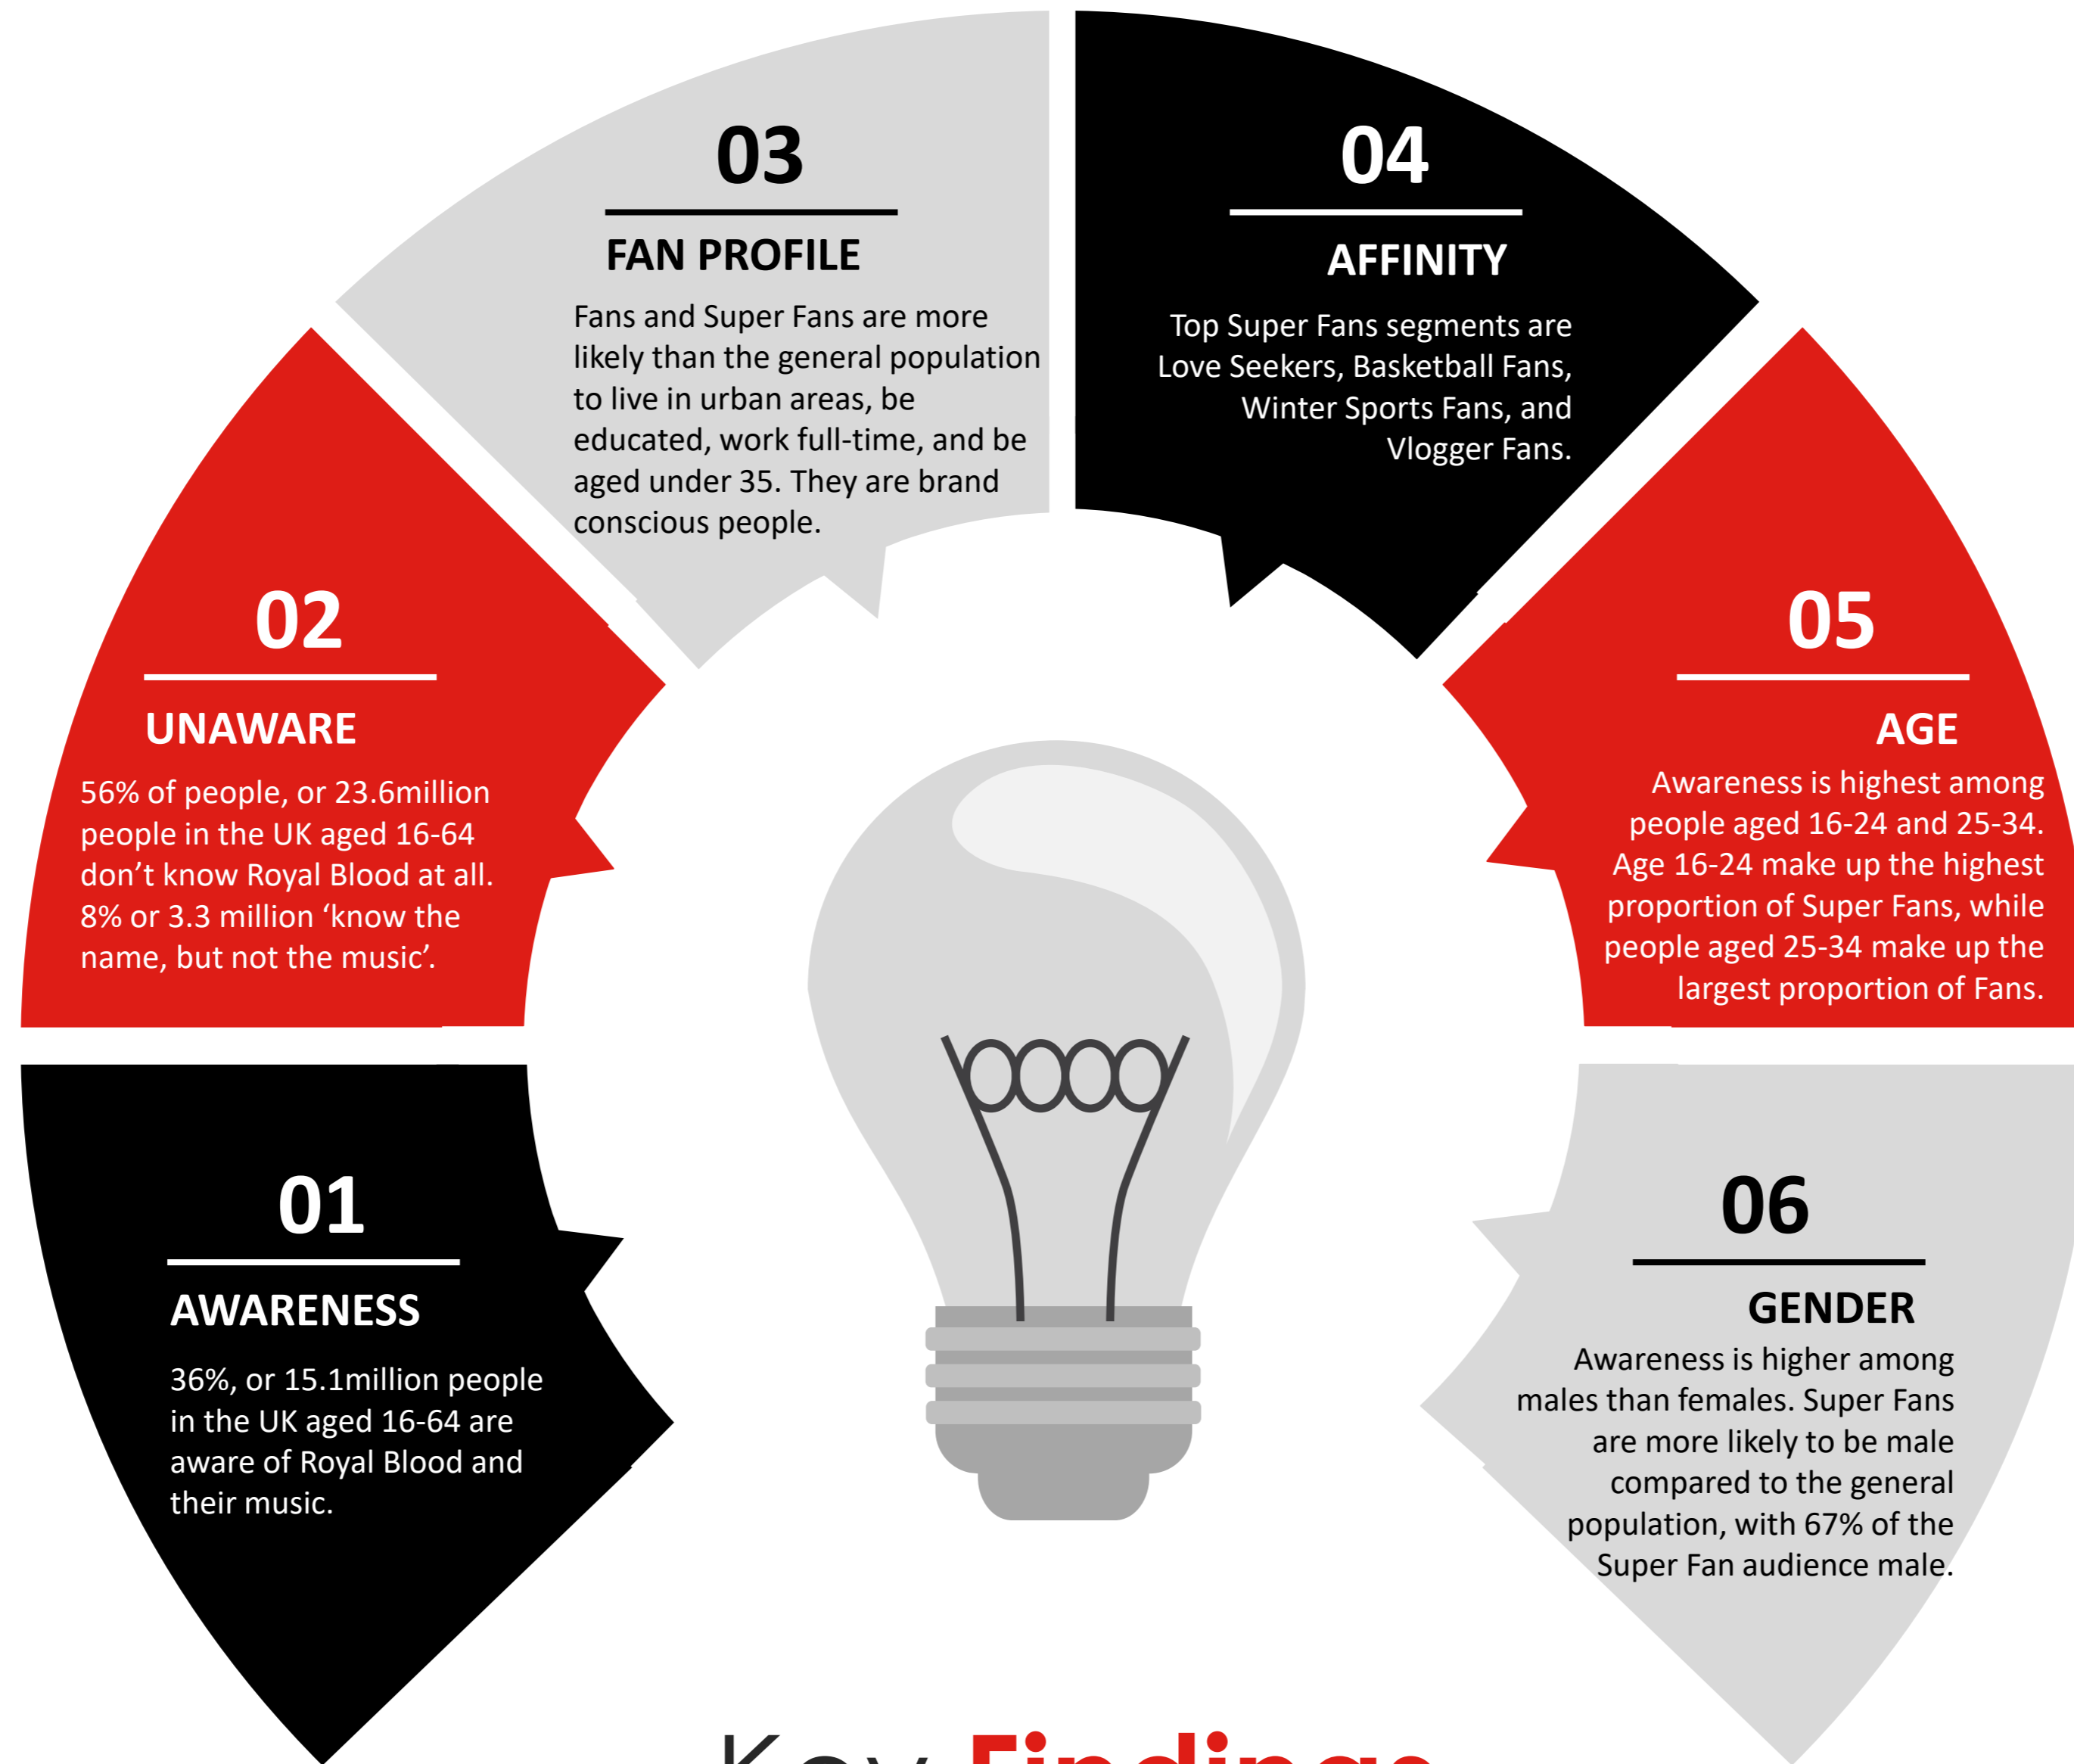 01
AWARENESS
36%, or 15.1million people
in the UK aged 16-64 are
aware of Royal Blood and
their music.
02
UNAWARE
56% of people, or 23.6million
people in the UK aged 16-64
don’t know Royal Blood at all.
8% or 3.3 million ‘know the
name, but not the music’.
03
FAN PROFILE
Fans and Super Fans are more
likely than the general population
to live in urban areas, be
educated, work full-time, and be
aged under 35. They are brand
conscious people.
04
AFFINITY
Top Super Fans segments are
Love Seekers, Basketball Fans,
Winter Sports Fans, and
Vlogger Fans.
05
AGE
Awareness is highest among
people aged 16-24 and 25-34.
Age 16-24 make up the highest
proportion of Super Fans, while
people aged 25-34 make up the
largest proportion of Fans.
06
GENDER
Awareness is higher among
males than females. Super Fans
are more likely to be male
compared to the general
population, with 67% of the
Super Fan audience male.
Key Findings